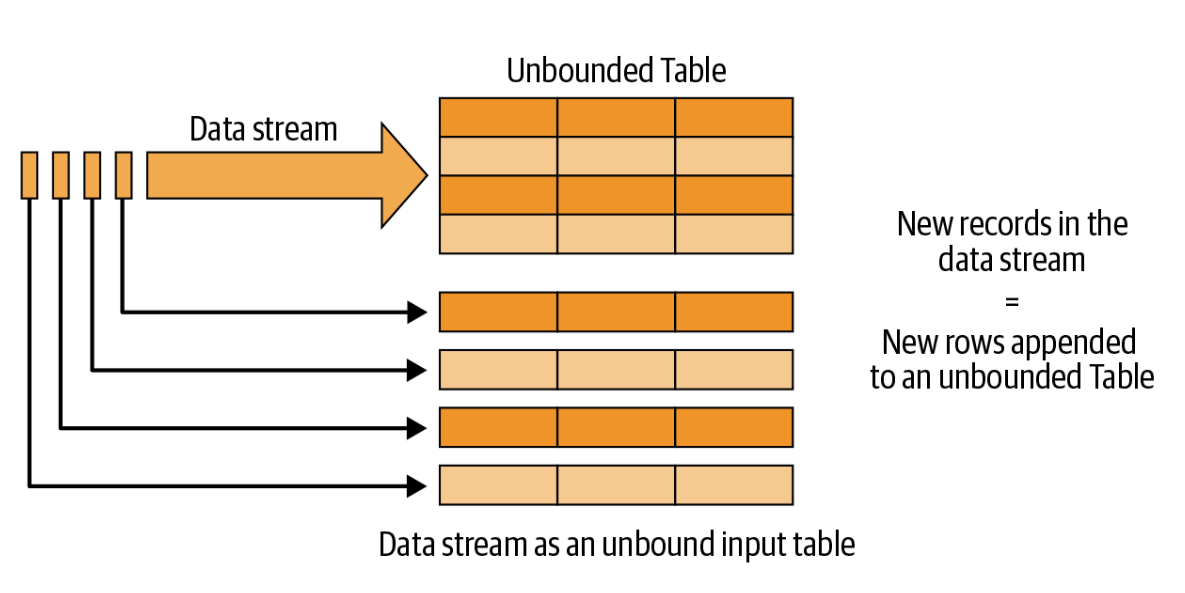 Unbounded Table
Data stream
New records in the
data stream
=
New rows appended
to an unbounded Table
Data stream as an unbound input table